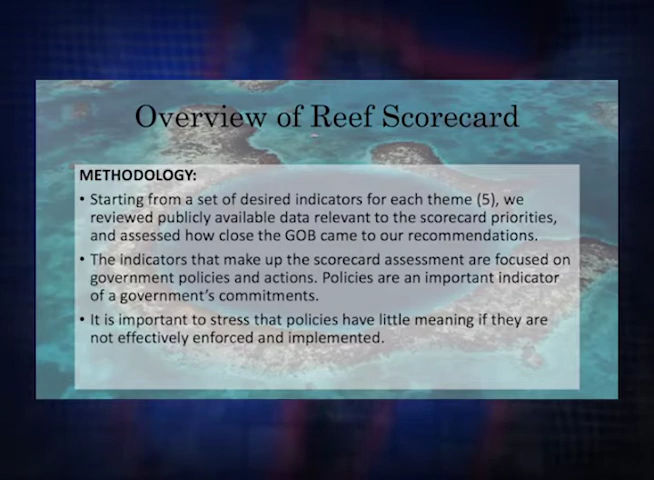 Overview of Reef Scorecard
METHODOLOGY:
• Starting from a set of desired indicators for each theme (5), we
reviewed publicly available data relevant to the scorecard priorities,
and assessed how close the GOB came to our recommendations.
• The indicators that make up the scorecard assessment are focused on
government policies and actions. Policies are an important indicator
of a government's commitments.
• It is important to stress that policies have little meaning if they are
not effectively enforced and implemented.